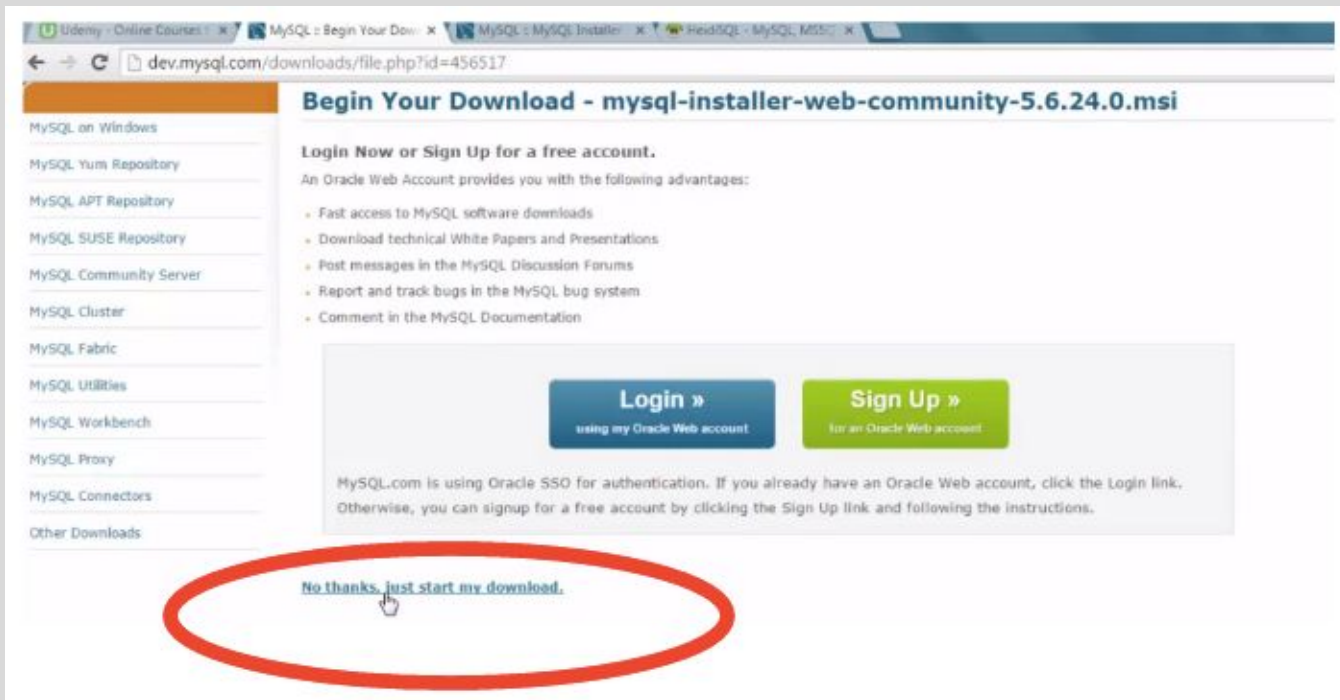 Udemy - Online Courses
MySQL :: Begin Your Dow
MySQL :: MySQL Installer
HeidiSQL - MySQL, MSSQ
dev.mysql.com/downloads/file.php?id=456517
Begin Your Download - mysql-installer-web-community-5.6.24.0.msi
MySQL on Windows
MySQL Yum Repository
MySQL APT Repository
MySQL SUSE Repository
MySQL Community Server
MySQL Cluster
MySQL Fabric
MySQL Utilities
MySQL Workbench
MySQL Proxy
MySQL Connectors
Other Downloads
Login Now or Sign Up for a free account.
An Oracle Web Account provides you with the following advantages:
Fast access to MySQL software downloads
Download technical White Papers and Presentations
Post messages in the MySQL Discussion Forums
Report and track bugs in the MySQL bug system
Comment in the MySQL Documentation
Login »
using my Oracle Web account
Sign Up »
for an Oracle Web account
MySQL.com is using Oracle SSO for authentication. If you already have an Oracle Web account, click the Login link.
Otherwise, you can signup for a free account by clicking the Sign Up link and following the instructions.
No thanks, just start my download.